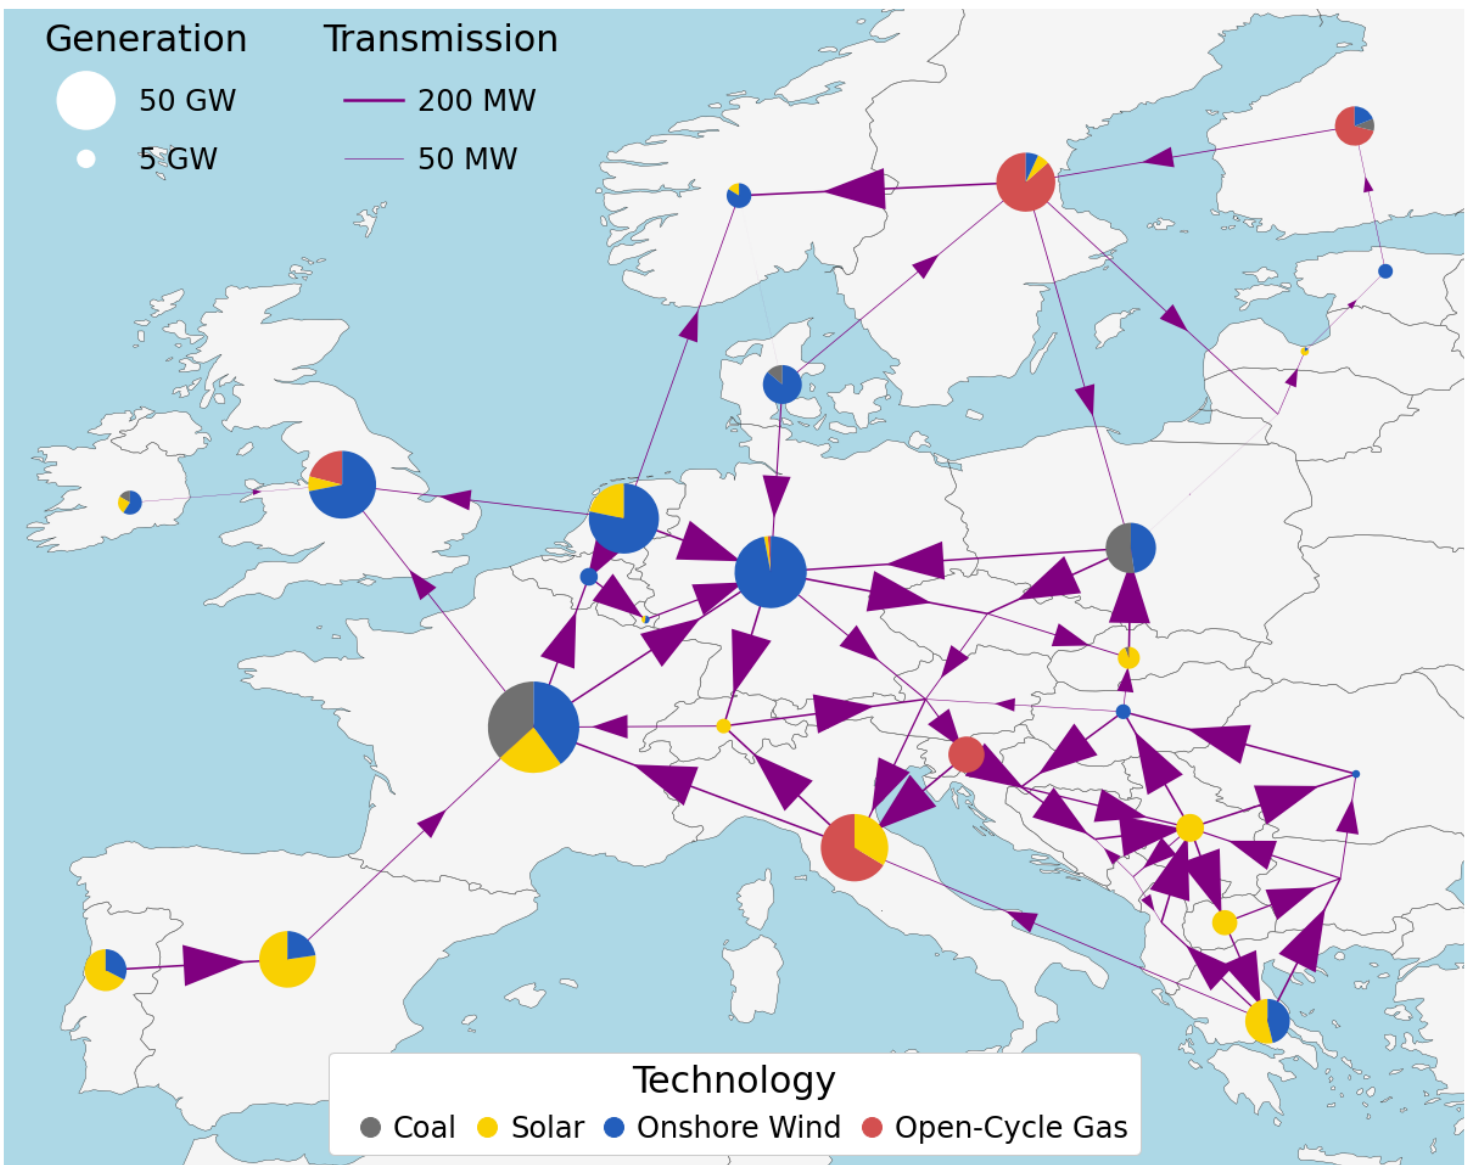 Generation Transmission
50 GW 200 MW
5 GW 50 MW
Technology
Coal Solar Onshore Wind Open-Cycle Gas